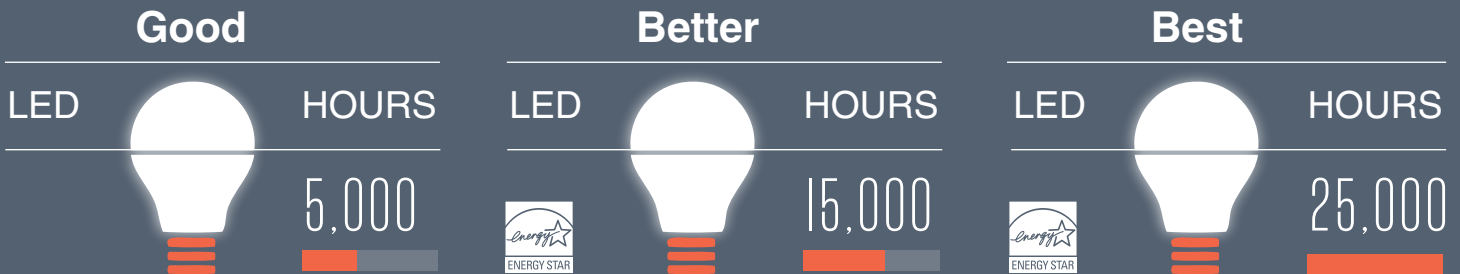 Good
LED HOURS
5,000
Better
LED HOURS
15,000
energy
ENERGY STAR
Best
LED HOURS
25,000
energy
ENERGY STAR